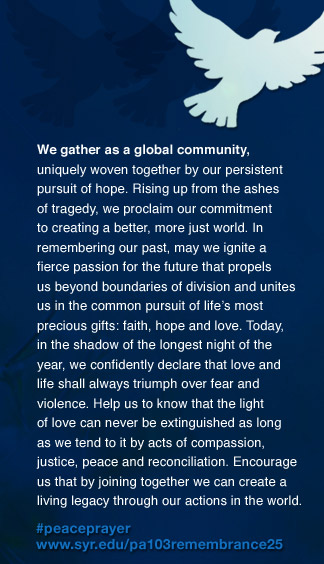 We gather as a global community,
uniquely woven together by our persistent
pursuit of hope. Rising up from the ashes
of tragedy, we proclaim our commitment
to creating a better, more just world. In
remembering our past, may we ignite a
fierce passion for the future that propels
us beyond boundaries of division and unites
us in the common pursuit of life's most
precious gifts: faith, hope and love. Today,
in the shadow of the longest night of the
year, we confidently declare that love and
life shall always triumph over fear and
violence. Help us to know that the light
of love can never be extinguished as long
as we tend to it by acts of compassion,
justice, peace and reconciliation. Encourage
us that by joining together we can create a
living legacy through our actions in the world.
#peaceprayer
www.syr.edu/pa103remembrance25